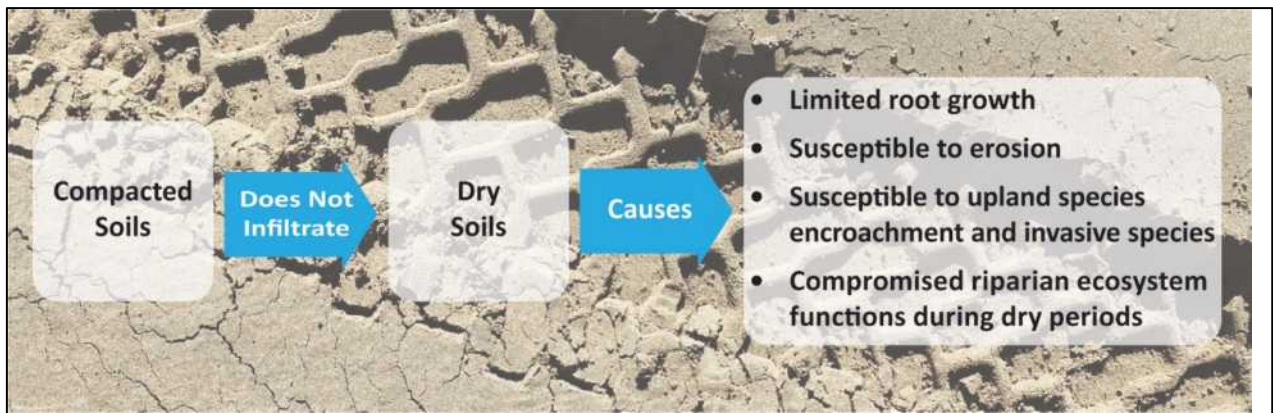 Compacted
Soils
Does Not
Infiltrate
Dry
Soils
Causes
• Limited root growth
• Susceptible to erosion
• Susceptible to upland species
encroachment and invasive species
• Compromised riparian ecosystem
functions during dry periods